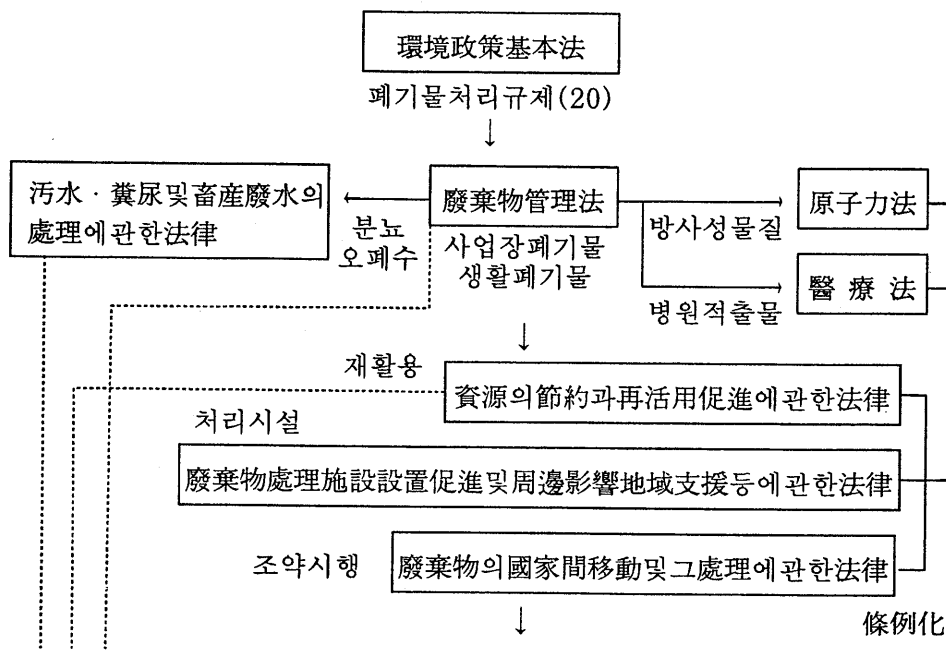 環境政策基本法
폐기물처리규제(20)
汚水·糞尿및畜産廢水의
處理에관한法律
분뇨
오폐수
廢棄物管理法
사업장폐기물
생활폐기물
방사성물질
原子力法
병원적출물
醫療法
재활용
資源의節約과再活用促進에관한法律
처리시설
廢棄物處理施設設置促進및周邊影響地域支援등에관한法律
조약시행
廢棄物의國家間移動및그處理에관한法律
條例化